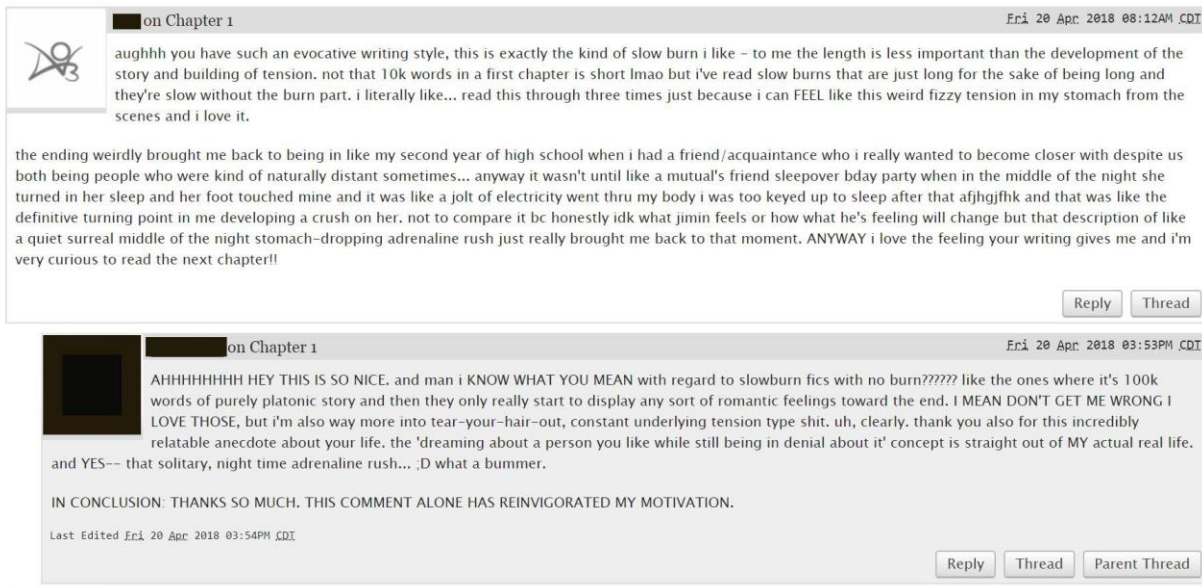 on Chapter 1
Fri 20 Apr 2018 08:12AM CDT
aughhh you have such an evocative writing style, this is exactly the kind of slow burn i like - to me the length is less important than the development of the
story and building of tension. not that 10k words in a first chapter is short lmao but i've read slow burns that are just long for the sake of being long and
they're slow without the burn part. i literally like... read this through three times just because i can FEEL like this weird fizzy tension in my stomach from the
scenes and i love it.
the ending weirdly brought me back to being in like my second year of high school when i had a friend/acquaintance who i really wanted to become closer with despite us
both being people who were kind of naturally distant sometimes... anyway it wasn't until like a mutual's friend sleepover bday party when in the middle of the night she
turned in her sleep and her foot touched mine and it was like a jolt of electricity went thru my body i was too keyed up to sleep after that afjhgjfhk and that was like the
definitive turning point in me developing a crush on her. not to compare it bc honestly idk what jimin feels or how what he's feeling will change but that description of like
a quiet surreal middle of the night stomach-dropping adrenaline rush just really brought me back to that moment. ANYWAY i love the feeling your writing gives me and i'm
very curious to read the next chapter!!
Reply
Thread
on Chapter 1
Fri 20 Apr 2018 03:53PM CDT
AHHHHHHHH HEY THIS IS SO NICE. and man i KNOW WHAT YOU MEAN with regard to slowburn fics with no burn?????? like the ones where it's 100k
words of purely platonic story and then they only really start to display any sort of romantic feelings toward the end. I MEAN DON'T GET ME WRONG I
LOVE THOSE, but i'm also way more into tear-your-hair-out, constant underlying tension type shit. uh, clearly. thank you also for this incredibly
relatable anecdote about your life. the 'dreaming about a person you like while still being in denial about it' concept is straight out of MY actual real life.
and YES-- that solitary, night time adrenaline rush... ;D what a bummer.
IN CONCLUSION: THANKS SO MUCH. THIS COMMENT ALONE HAS REINVIGORATED MY MOTIVATION.
Last Edited Fri 20 Apr 2018 03:54PM CDT
Reply
Thread
Parent Thread